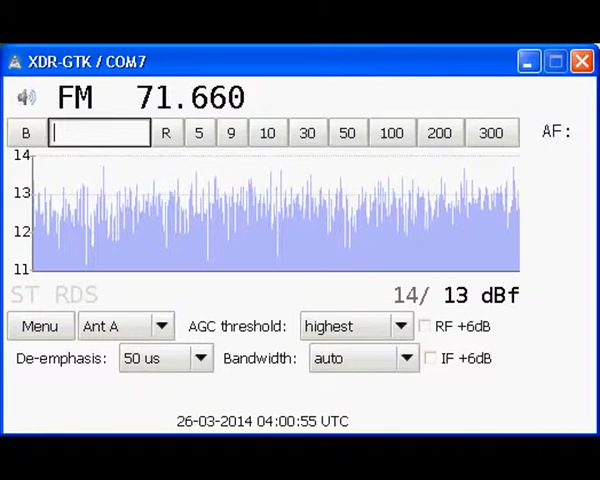 XDR-GTK / COM7
FM 71.660
B R 5 9 10 30 50 100 200 300 AF:
14
13
12
11
ST RDS 14/ 13 dBf
Menu Ant A AGC threshold: highest RF +6dB
De-emphasis: 50 us Bandwidth: auto IF +6dB
26-03-2014 04:00:55 UTC